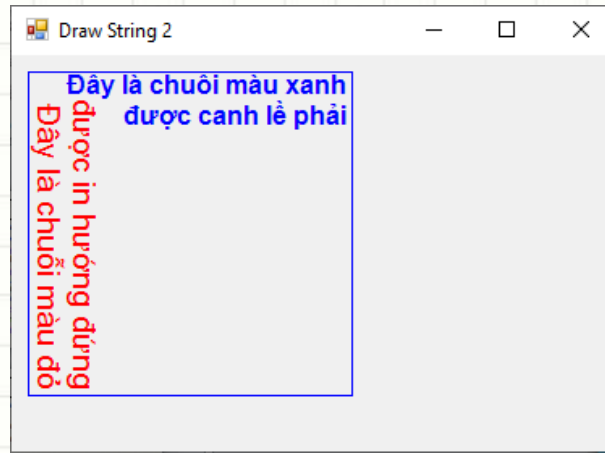 Draw String 2
Đây là chuôi màu xanh
được canh lề phải
Đây là chuỗi màu đỏ
được in hướng đứng